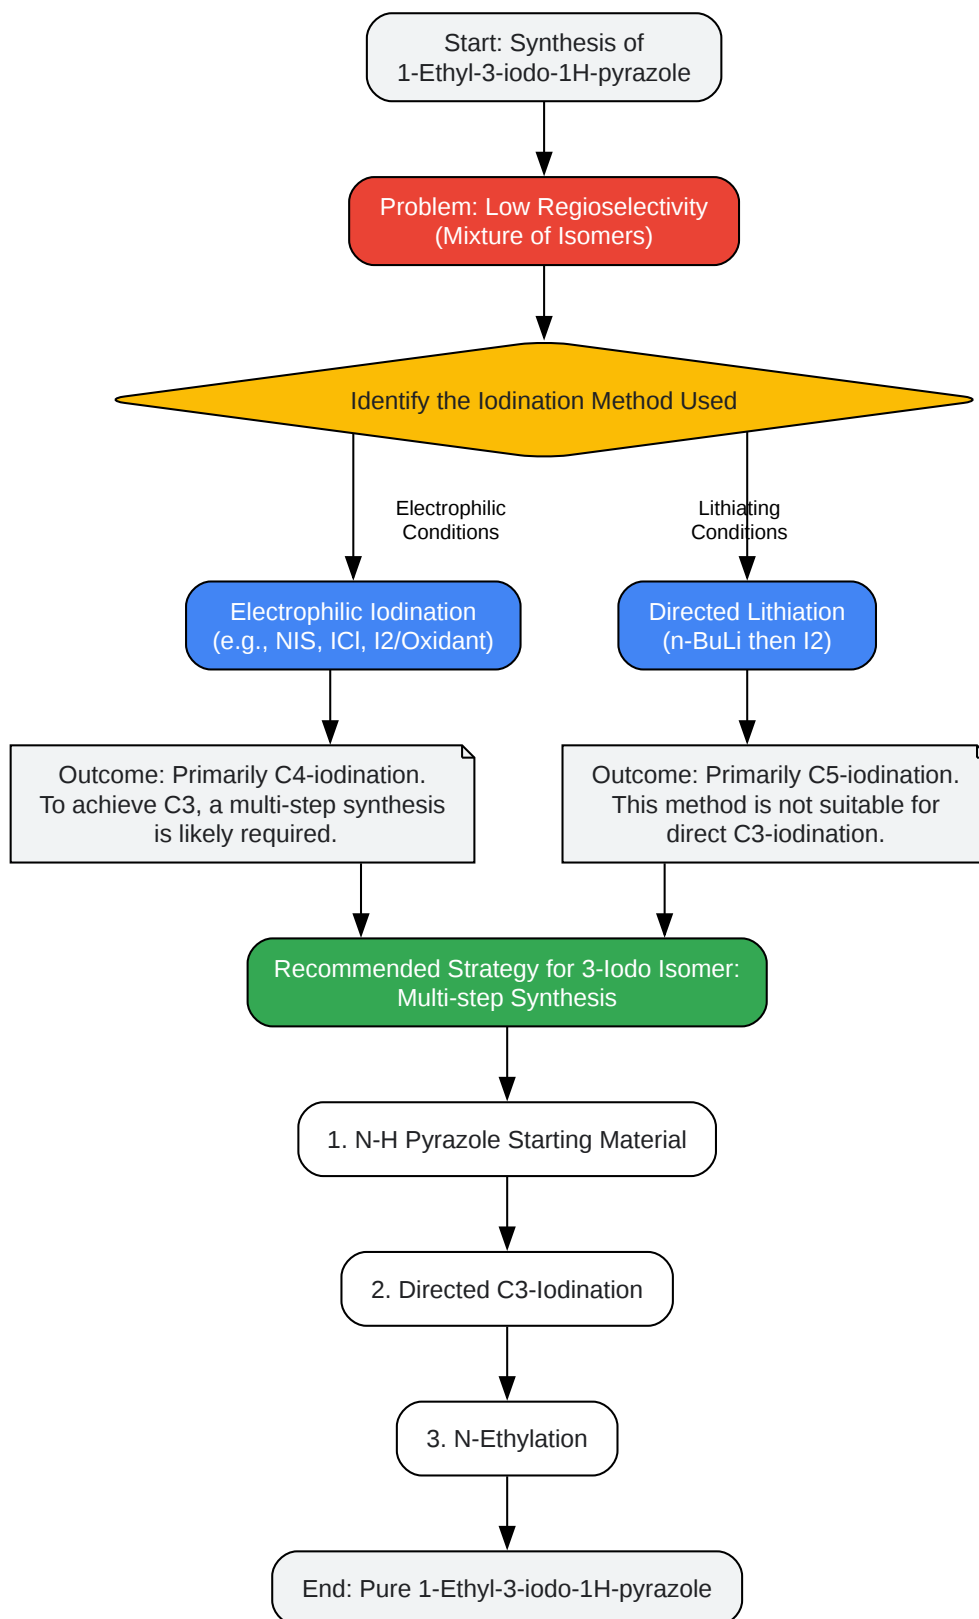 Start: Synthesis of
1-Ethyl-3-iodo-1H-pyrazole
Problem: Low Regioselectivity
(Mixture of Isomers)
Identify the Iodination Method Used
Electrophilic
Conditions
Lithiating
Conditions
Electrophilic Iodination
(e.g., NIS, ICl, I2/Oxidant)
Directed Lithiation
(n-BuLi then I2)
Outcome: Primarily C4-iodination.
To achieve C3, a multi-step synthesis
is likely required.
Outcome: Primarily C5-iodination.
This method is not suitable for
direct C3-iodination.
Recommended Strategy for 3-Iodo Isomer:
Multi-step Synthesis
1. N-H Pyrazole Starting Material
2. Directed C3-Iodination
3. N-Ethylation
End: Pure 1-Ethyl-3-iodo-1H-pyrazole